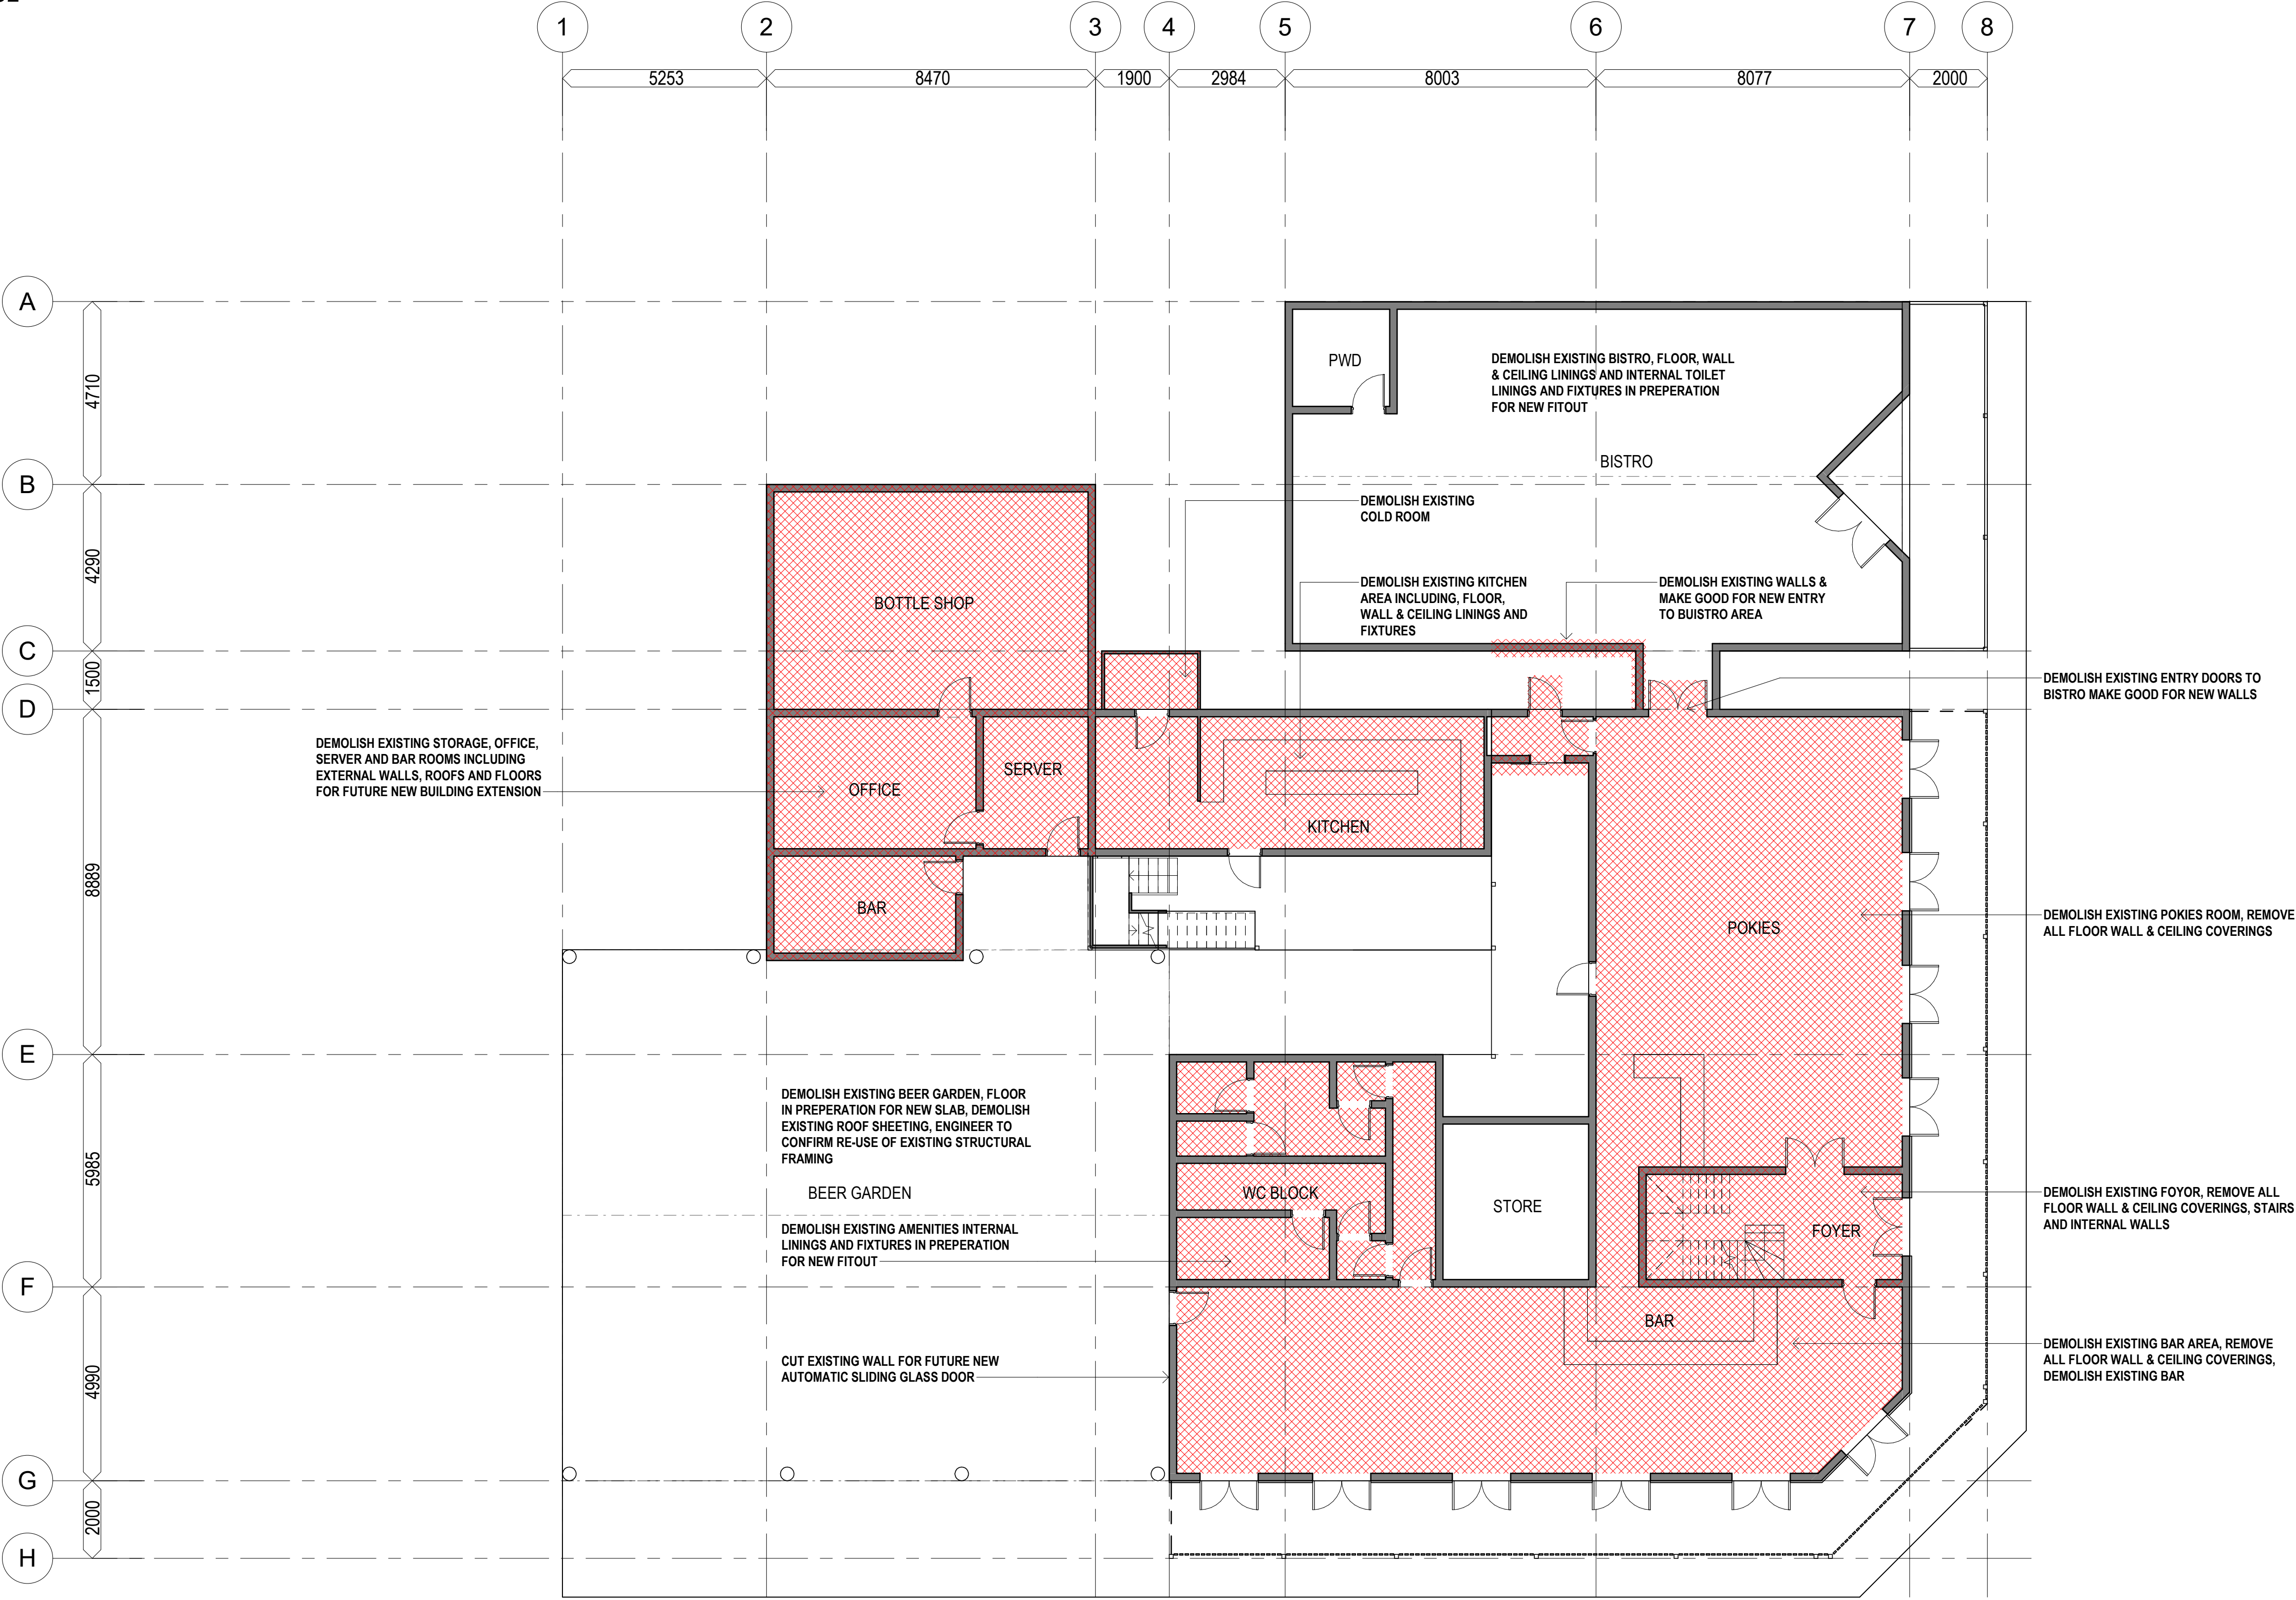 1 2 3 4 5 6 7 8
5253 8470 1900 2984 8003 8077 2000
A
4710
PWD
DEMOLISH EXISTING BISTRO, FLOOR, WALL
& CEILING LININGS AND INTERNAL TOILET
LININGS AND FIXTURES IN PREPERATION
FOR NEW FITOUT
BISTRO
B
4290
DEMOLISH EXISTING
COLD ROOM
DEMOLISH EXISTING KITCHEN
AREA INCLUDING, FLOOR,
WALL & CEILING LININGS AND
FIXTURES
DEMOLISH EXISTING WALLS &
MAKE GOOD FOR NEW ENTRY
TO BUISTRO AREA
BOTTLE SHOP
C
1500
DEMOLISH EXISTING ENTRY DOORS TO
BISTRO MAKE GOOD FOR NEW WALLS
D
DEMOLISH EXISTING STORAGE, OFFICE,
SERVER AND BAR ROOMS INCLUDING
EXTERNAL WALLS, ROOFS AND FLOORS
FOR FUTURE NEW BUILDING EXTENSION
SERVER
OFFICE
KITCHEN
8889
BAR
POKIES
DEMOLISH EXISTING POKIES ROOM, REMOVE
ALL FLOOR WALL & CEILING COVERINGS
E
DEMOLISH EXISTING BEER GARDEN, FLOOR
IN PREPERATION FOR NEW SLAB, DEMOLISH
EXISTING ROOF SHEETING, ENGINEER TO
CONFIRM RE-USE OF EXISTING STRUCTURAL
FRAMING
5985
BEER GARDEN
WC BLOCK
STORE
FOYER
DEMOLISH EXISTING FOYOR, REMOVE ALL
FLOOR WALL & CEILING COVERINGS, STAIRS
AND INTERNAL WALLS
DEMOLISH EXISTING AMENITIES INTERNAL
LININGS AND FIXTURES IN PREPERATION
FOR NEW FITOUT
F
BAR
DEMOLISH EXISTING BAR AREA, REMOVE
ALL FLOOR WALL & CEILING COVERINGS,
DEMOLISH EXISTING BAR
CUT EXISTING WALL FOR FUTURE NEW
AUTOMATIC SLIDING GLASS DOOR
4990
G
2000
H